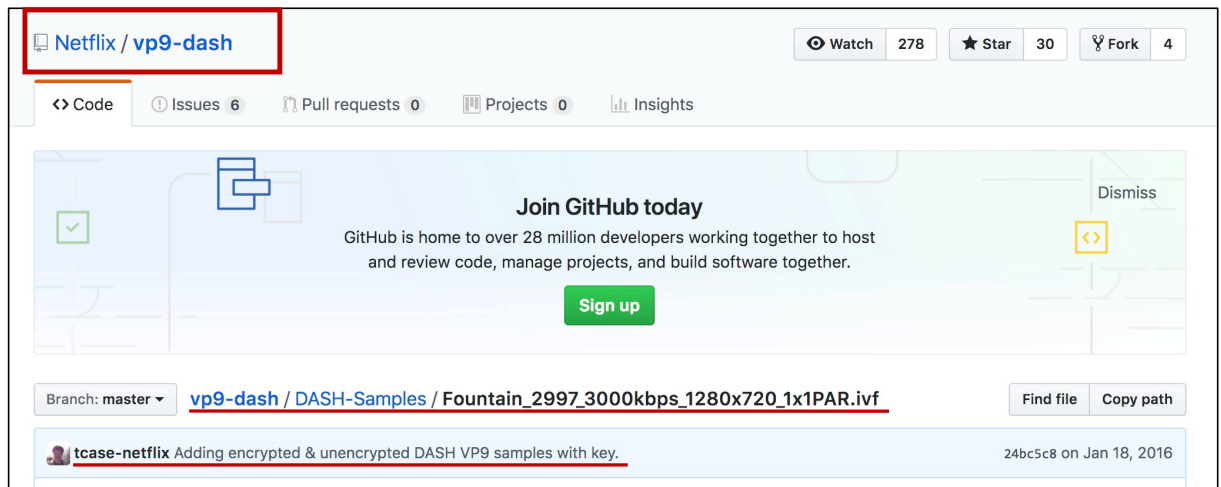 Netflix / vp9-dash
Watch 278 Star 30 Fork 4
Code Issues 6 Pull requests 0 Projects 0 Insights
Dismiss
Join GitHub today
GitHub is home to over 28 million developers working together to host
and review code, manage projects, and build software together.
Sign up
Branch: master vp9-dash / DASH-Samples / Fountain_2997_3000kbps_1280x720_1x1PAR.ivf Find file Copy path
tcase-netflix Adding encrypted & unencrypted DASH VP9 samples with key. 24bc5c8 on Jan 18, 2016